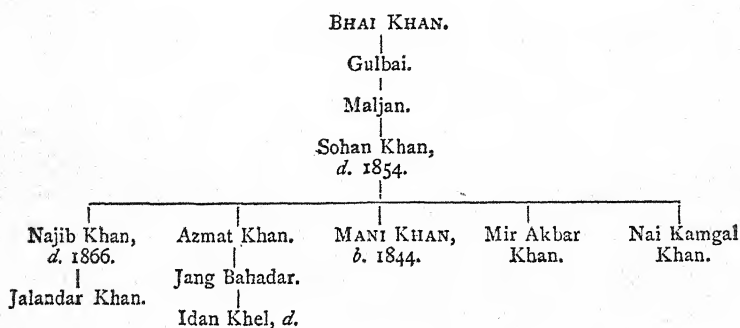 BHAI KHAN.
Gulbai.
Maljan.
Sohan Khan,
d. 1854.
Najib Khan,
d. 1866.
Jalandar Khan.
Azmat Khan.
Jang Bahadar.
Idan Khel, d.
MANI KHAN,
b. 1844.
Mir Akbar
Khan.
Nai Kamgal
Khan.